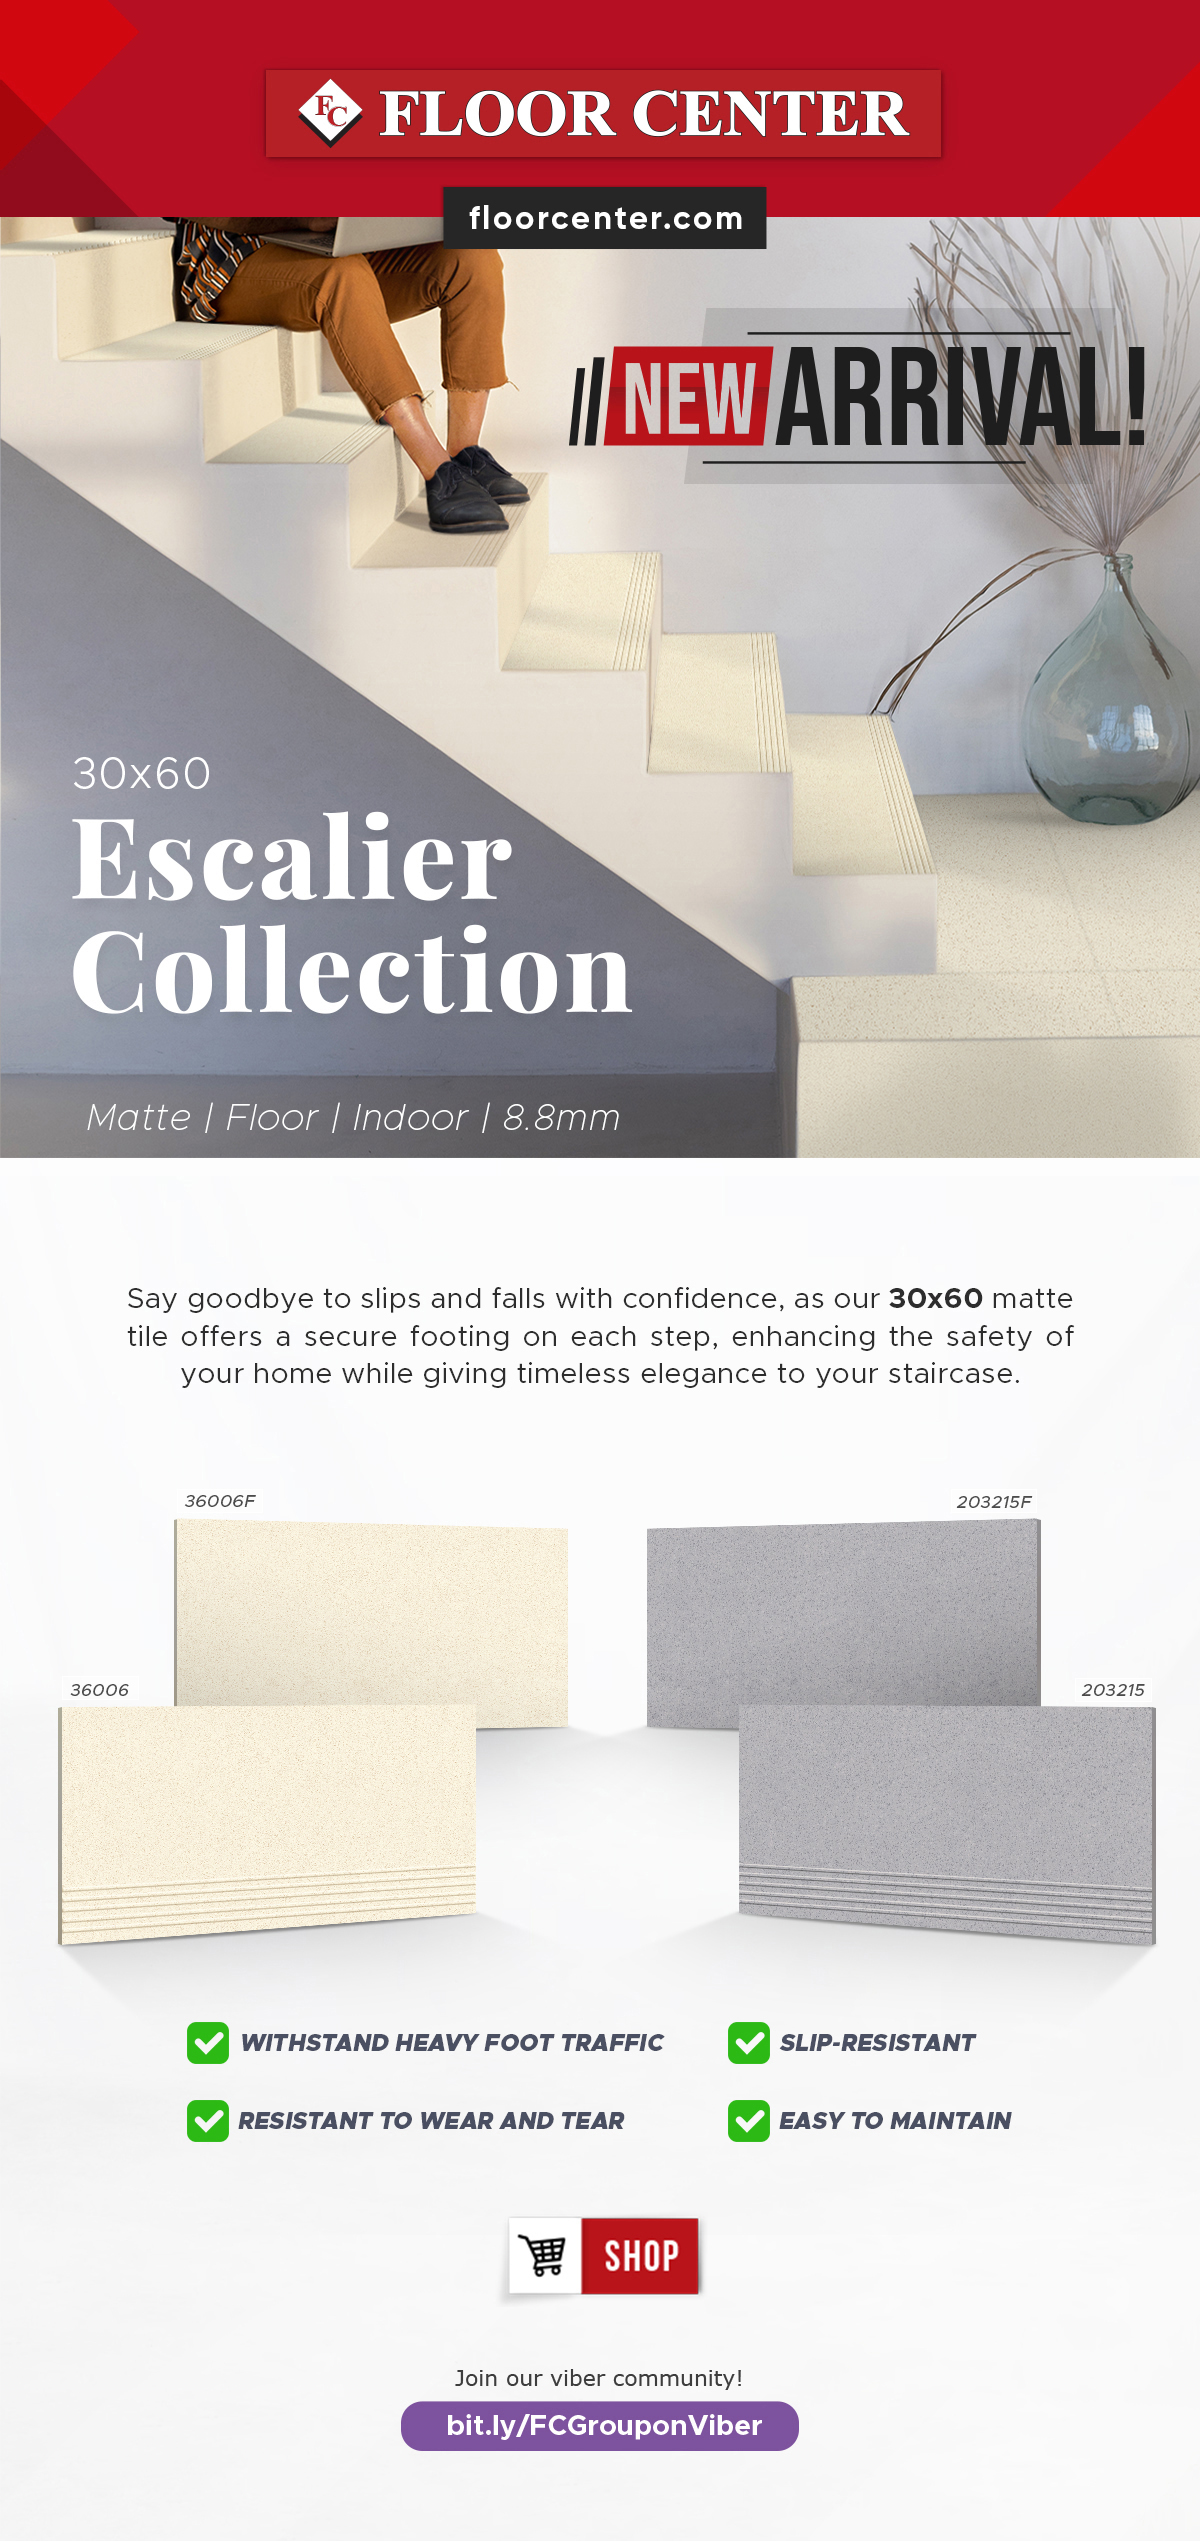 FC FLOOR CENTER
floorcenter.com
NEW ARRIVAL!
30x60
Escalier
Collection
Matte | Floor | Indoor | 8.8mm
Say goodbye to slips and falls with confidence, as our 30x60 matte
tile offers a secure footing on each step, enhancing the safety of
your home while giving timeless elegance to your staircase.
36006F
203215F
36006
203215
WITHSTAND HEAVY FOOT TRAFFIC
SLIP-RESISTANT
RESISTANT TO WEAR AND TEAR
EASY TO MAINTAIN
SHOP
Join our viber community!
bit.ly/FCGrouponViber